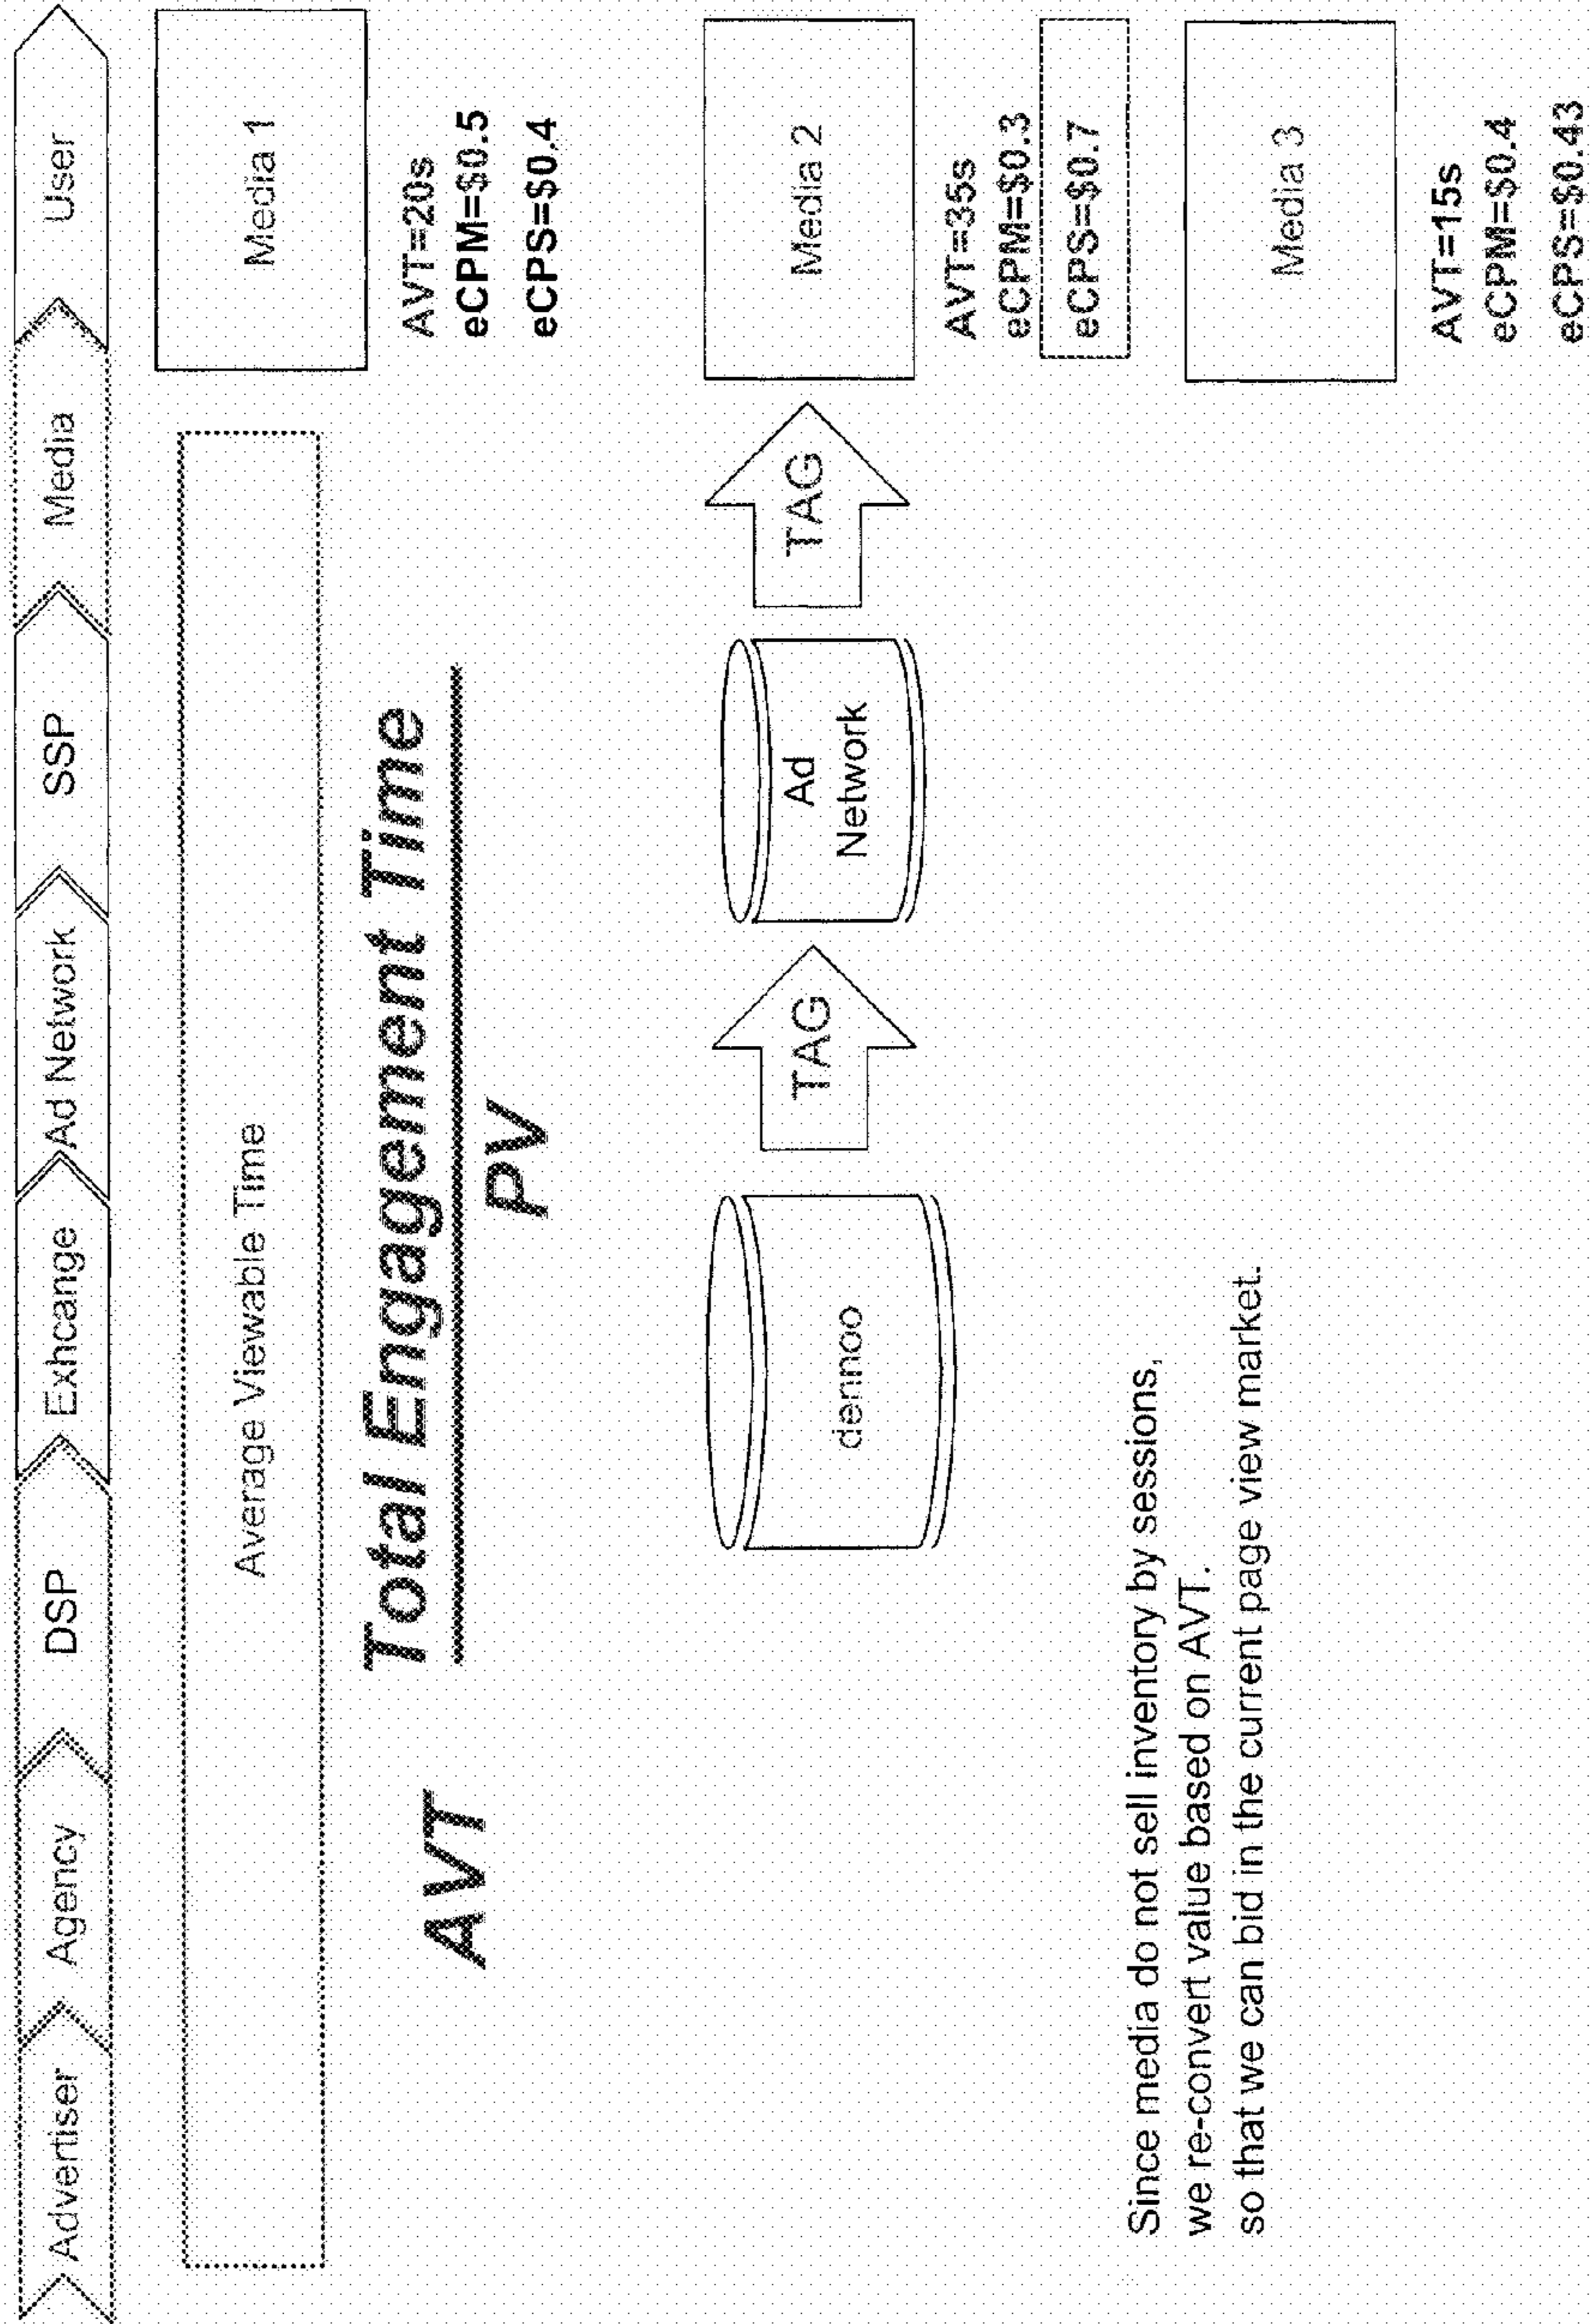 Advertiser
Agency
DSP
Exhcange
Ad Network
SSP
Media
User
Average Viewable Time
AVT
Total Engagement Time
PV
dennoo
TAG
Ad
Network
TAG
Media 1
AVT=20s
eCPM=$0.5
eCPS=$0.4
Media 2
AVT=35s
eCPM=$0.3
eCPS=$0.7
Media 3
AVT=15s
eCPM=$0.4
eCPS=$0.43
Since media do not sell inventory by sessions,
we re-convert value based on AVT.
so that we can bid in the current page view market.